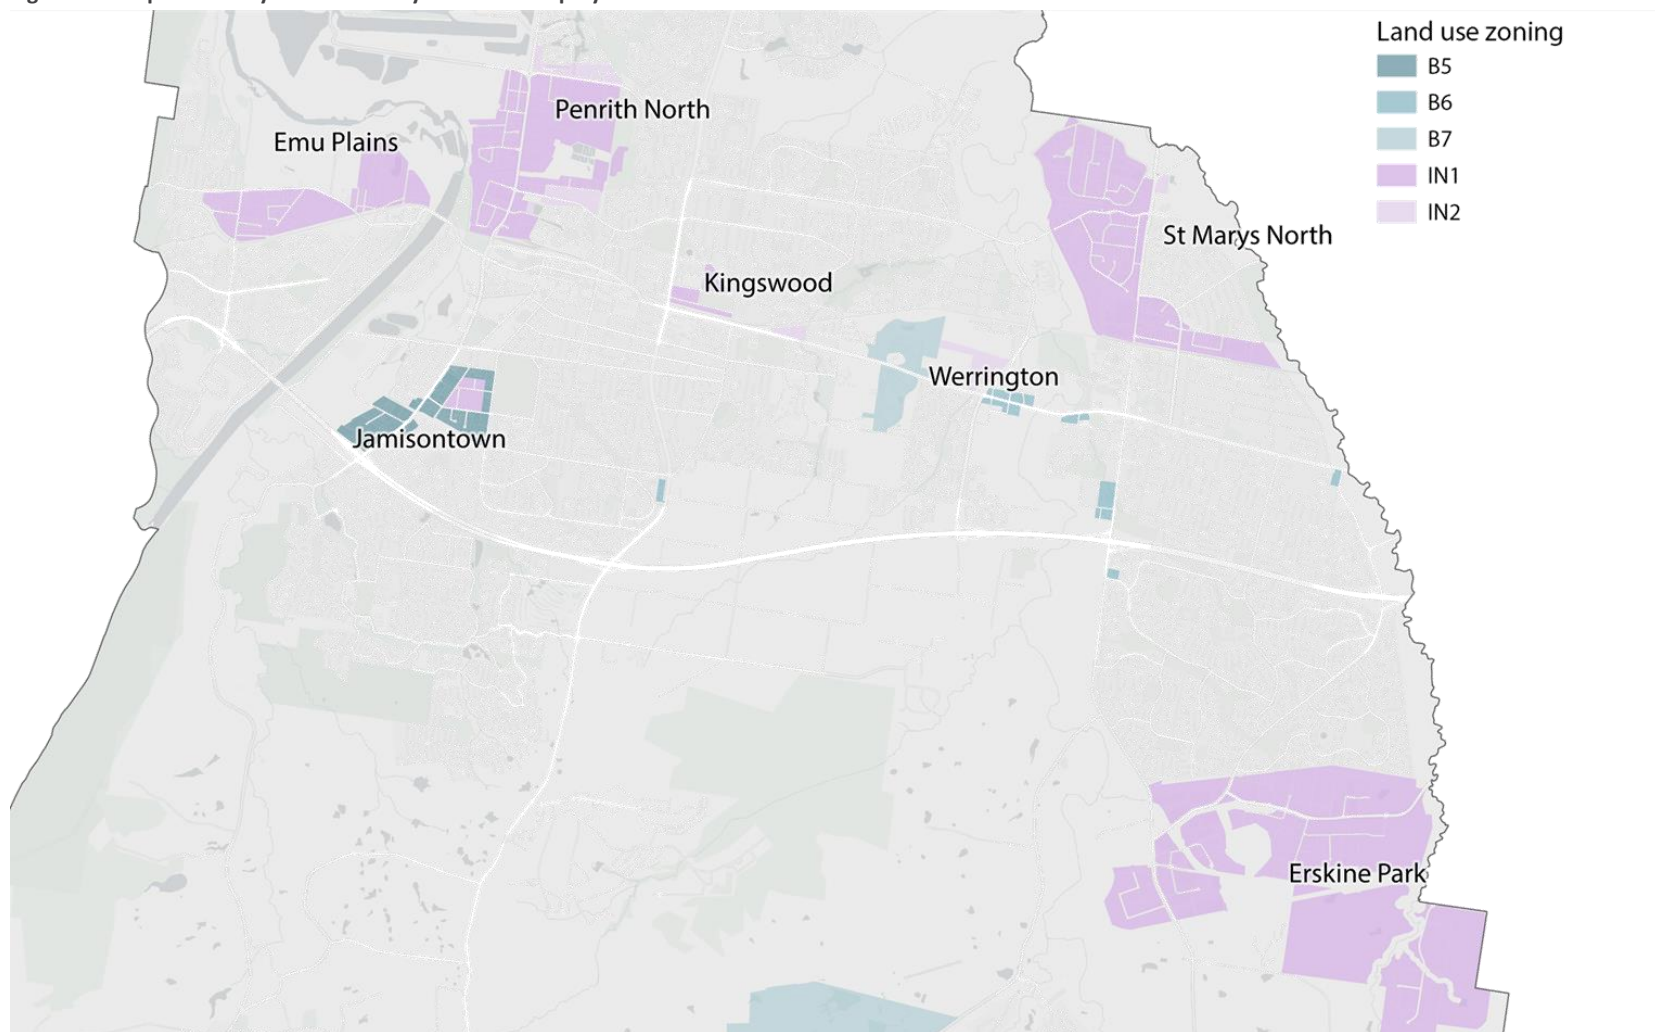 Land use zoning
B5
B6
B7
IN1
IN2
Penrith North
Emu Plains
St Marys North
Kingswood
Werrington
Jamisontown
Erskine Park